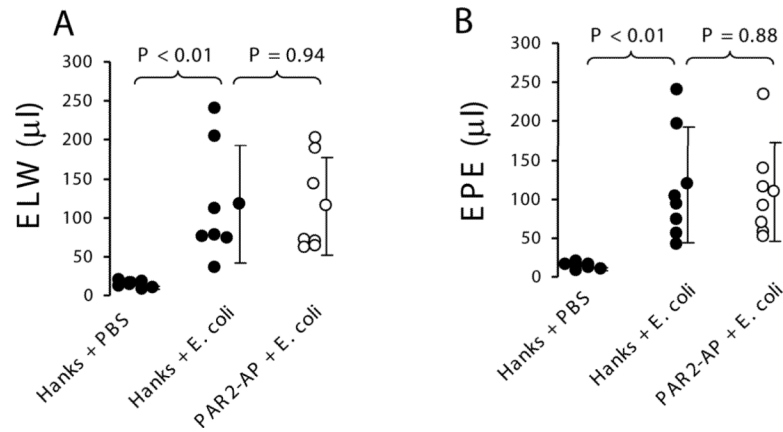 A
P < 0.01
P = 0.94
ELW (μl)
300
250
200
150
100
50
0
Hanks + PBS
Hanks + E. coli
PAR2-AP + E. coli
B
P < 0.01
P = 0.88
EPE (μl)
300
250
200
150
100
50
0
Hanks + PBS
Hanks + E. coli
PAR2-AP + E. coli